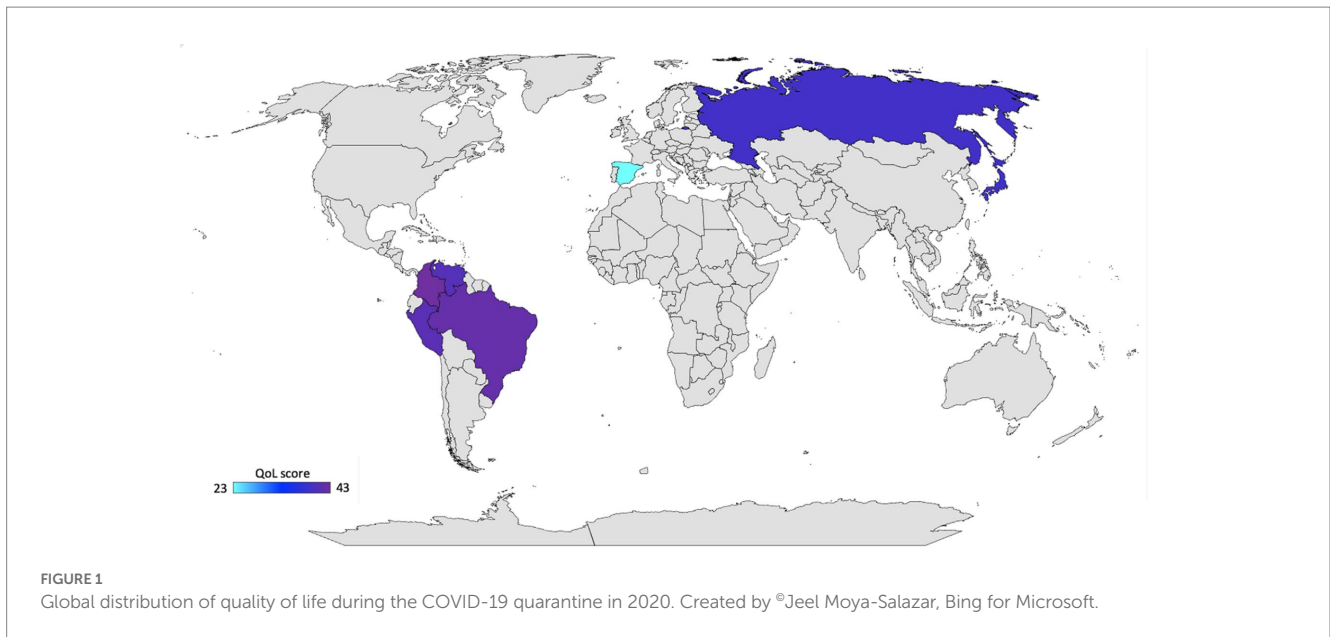 QoL score
23 43
FIGURE 1
Global distribution of quality of life during the COVID-19 quarantine in 2020. Created by ©Jeel Moya-Salazar, Bing for Microsoft.